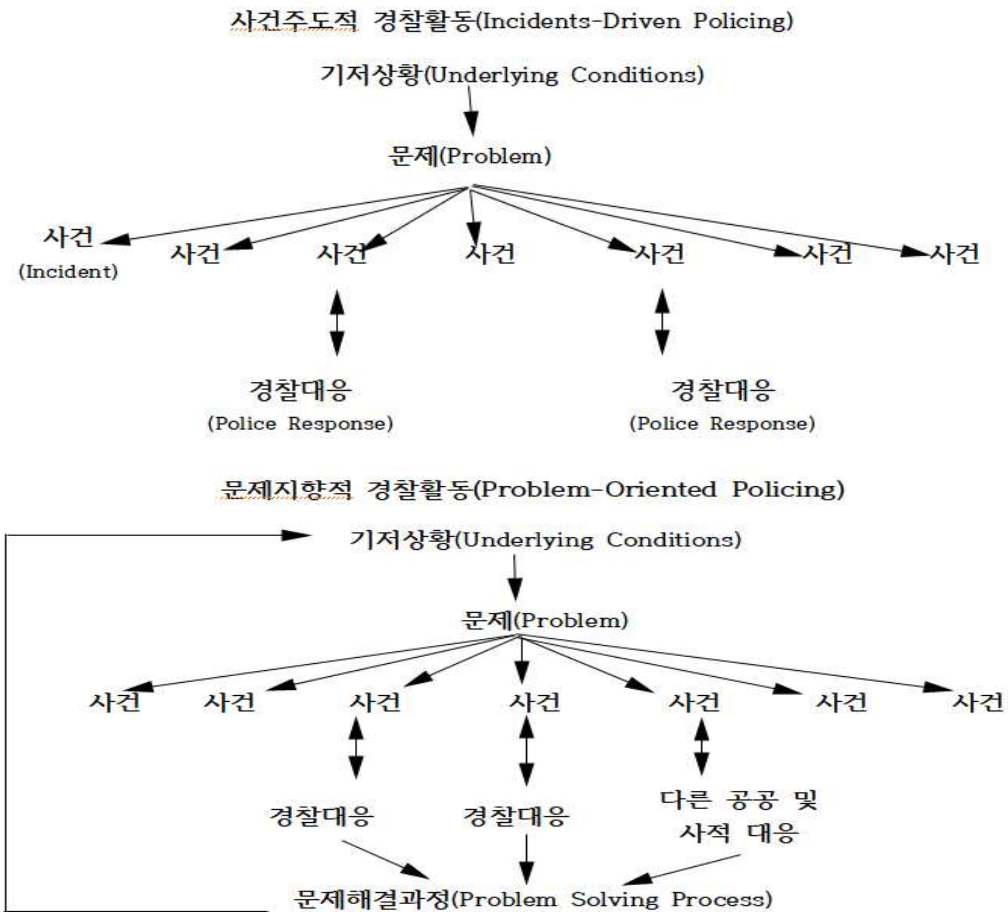 사건주도적 경찰활동(Incidents-Driven Policing)
기저상황(Underlying Conditions)
문제(Problem)
사건 사건 사건 사건 사건 사건 사건
(Incident)
경찰대응 경찰대응
(Police Response) (Police Response)
문제지향적 경찰활동(Problem-Oriented Policing)
기저상황(Underlying Conditions)
문제(Problem)
사건 사건 사건 사건 사건 사건 사건
경찰대응 경찰대응 다른 공공 및
사적 대응
문제해결과정(Problem Solving Process)